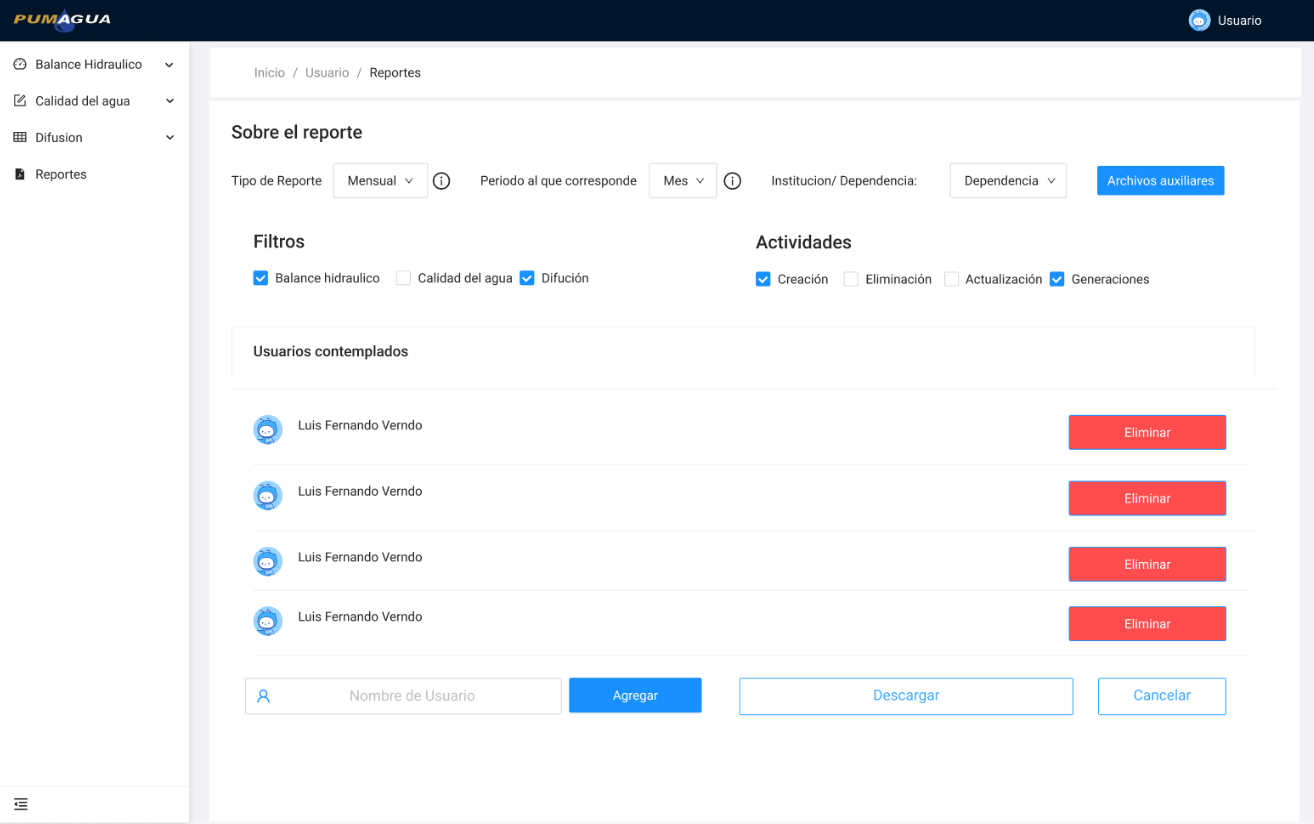 PUMAGUA
Usuario
Balance Hidraulico
Calidad del agua
Difusion
Reportes
Inicio / Usuario / Reportes
Sobre el reporte
Tipo de Reporte Mensual Periodo al que corresponde Mes Institucion/ Dependencia: Dependencia Archivos auxiliares
Filtros
Balance hidraulico Calidad del agua Difución
Actividades
Creación Eliminación Actualización Generaciones
Usuarios contemplados
Luis Fernando Verndo Eliminar
Luis Fernando Verndo Eliminar
Luis Fernando Verndo Eliminar
Luis Fernando Verndo Eliminar
Nombre de Usuario Agregar Descargar Cancelar